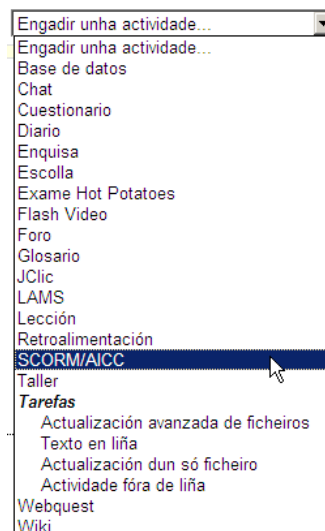 Engadir unha actividade...
Engadir unha actividade...
Base de datos
Chat
Cuestionario
Diario
Enquisa
Escolla
Exame Hot Potatoes
Flash Video
Foro
Glosario
JClic
LAMS
Lección
Retroalimentación
SCORM/AICC
Taller
Tarefas
Actualización avanzada de ficheiros
Texto en liña
Actualización dun só ficheiro
Actividade fóra de liña
Webquest
Wiki